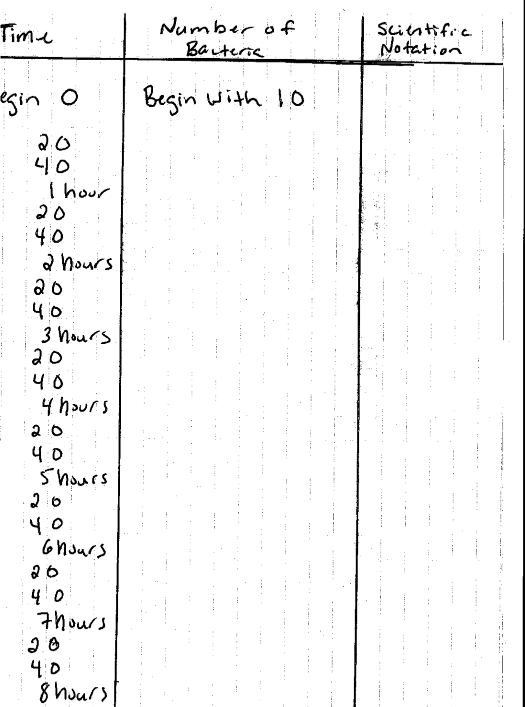 Time Number of Bacteria Scientific Notation
egin 0 Begin with 10
20
40
1 hour
20
40
2 hours
20
40
3 hours
20
40
4 hours
20
40
5 hours
20
40
6 hours
20
40
7 hours
20
40
8 hours